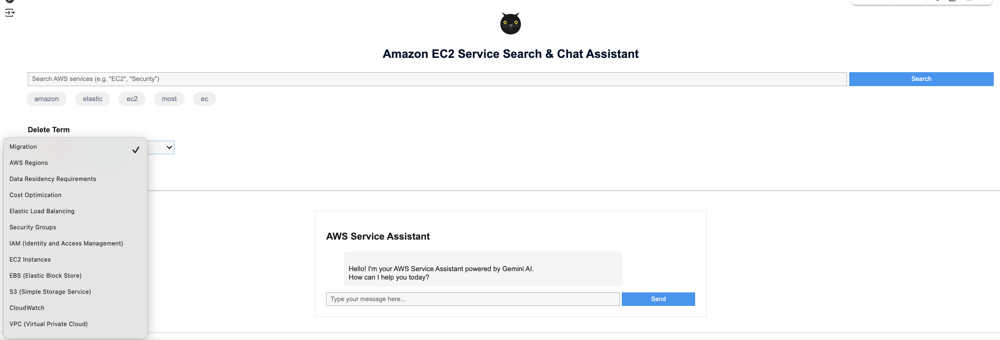 Amazon EC2 Service Search & Chat Assistant
Search AWS services (e.g. "EC2", "Security")
Search
amazon
elastic
ec2
most
ec
Delete Term
Migration
AWS Regions
Data Residency Requirements
Cost Optimization
Elastic Load Balancing
Security Groups
IAM (Identity and Access Management)
EC2 Instances
EBS (Elastic Block Store)
S3 (Simple Storage Service)
CloudWatch
VPC (Virtual Private Cloud)
AWS Service Assistant
Hello! I'm your AWS Service Assistant powered by Gemini AI.
How can I help you today?
Type your message here...
Send